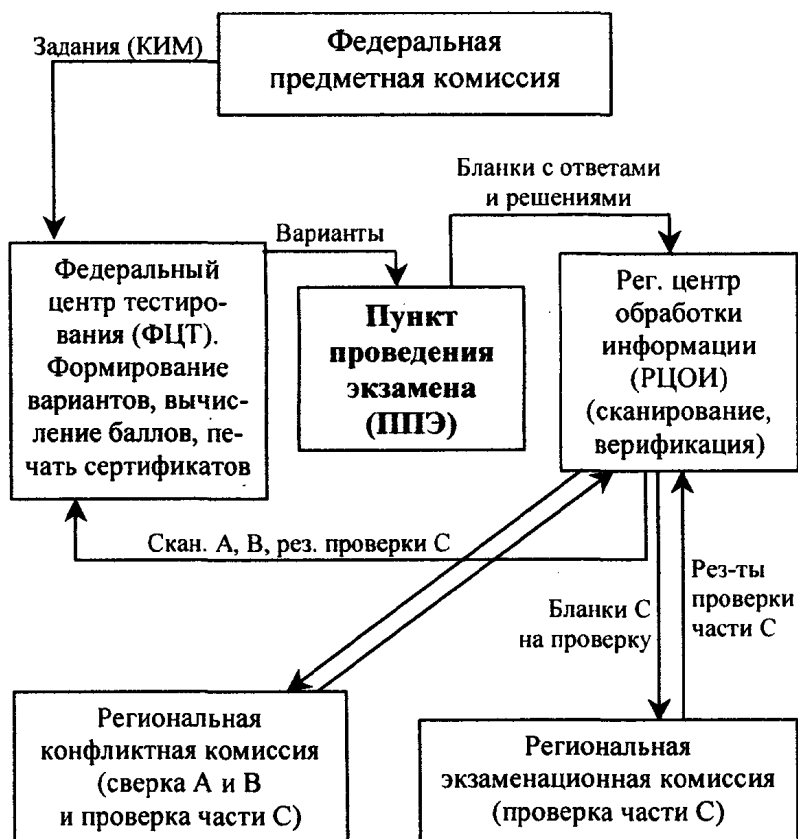 Задания (КИМ)
Федеральная
предметная комиссия
Бланки с ответами
и решениями
Варианты
Федеральный
центр тестиро-
вания (ФЦТ).
Формирование
вариантов, вычис-
ление баллов, пе-
чать сертификатов
Пункт
проведения
экзамена
(ППЭ)
Рег. центр
обработки
информации
(РЦОИ)
(сканирование,
верификация)
Скан. А, В, рез. проверки С
Бланки С
на проверку
Рез-ты
проверки
части С
Региональная
конфликтная комиссия
(сверка А и В
и проверка части С)
Региональная
экзаменационная комиссия
(проверка части С)